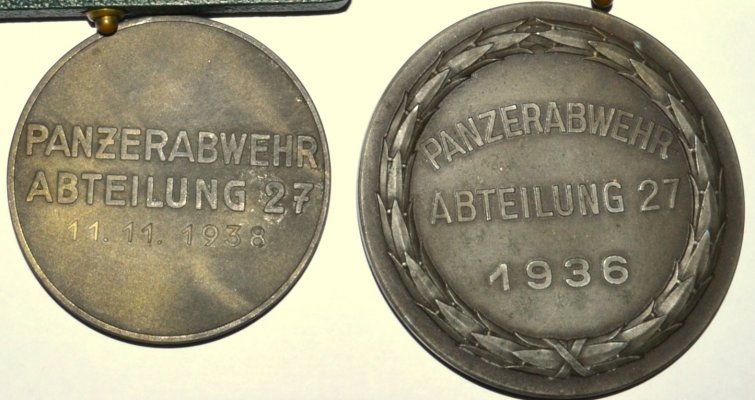 PANZERABWEHR
ABTEILUNG 27
11. 11. 1938
PANZERABWEHR
ABTEILUNG 27
1936